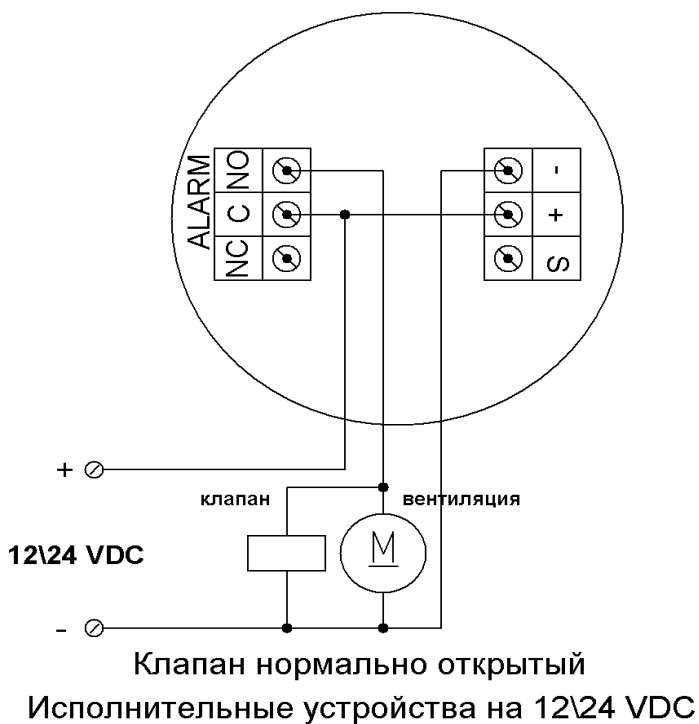 ALARM
NO
C
NC
-
+
S
+
клапан
вентиляция
M
12\24 VDC
-
Клапан нормально открытый
Исполнительные устройства на 12\24 VDC